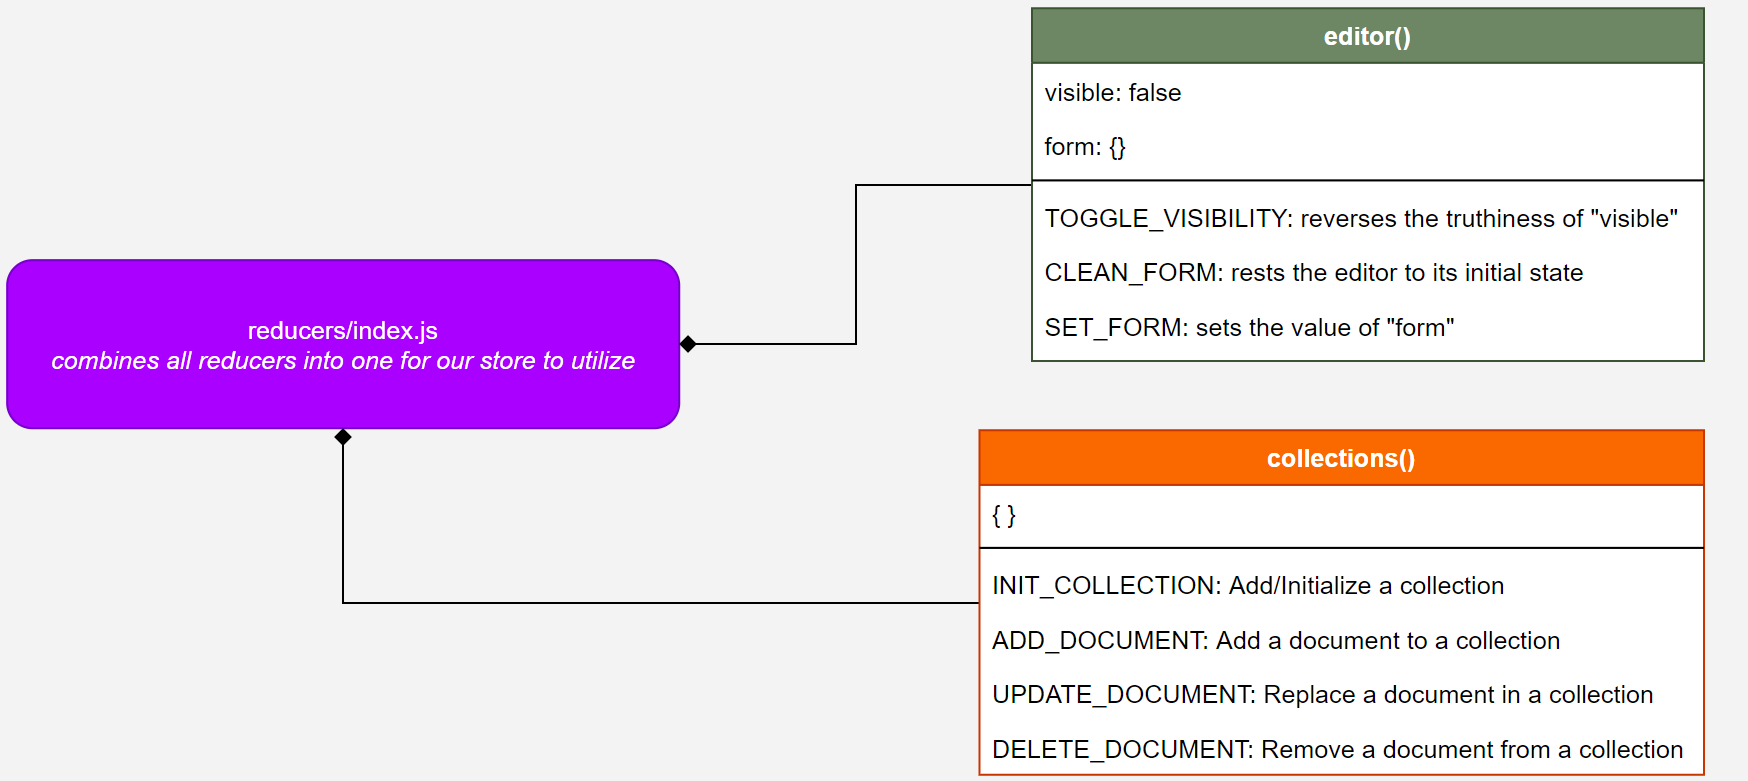 editor()
visible: false
form: {}
TOGGLE_VISIBILITY: reverses the truthiness of "visible"
CLEAN_FORM: rests the editor to its initial state
SET_FORM: sets the value of "form"
reducers/index.js
combines all reducers into one for our store to utilize
collections()
{ }
INIT_COLLECTION: Add/Initialize a collection
ADD_DOCUMENT: Add a document to a collection
UPDATE_DOCUMENT: Replace a document in a collection
DELETE_DOCUMENT: Remove a document from a collection